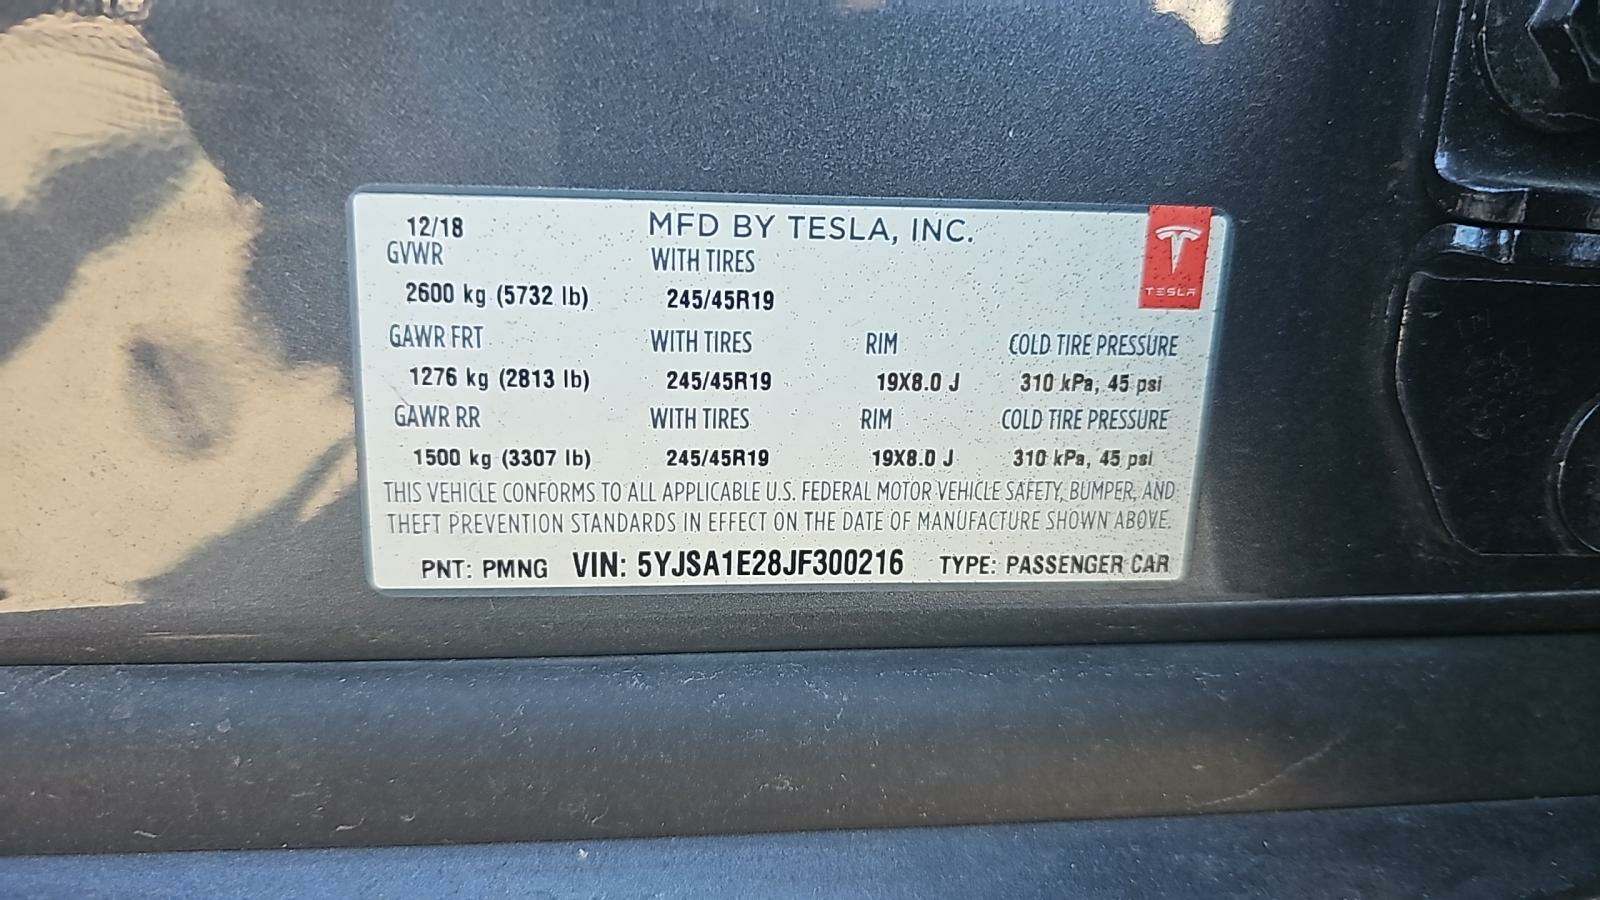 12/18 MFD BY TESLA, INC.
GVWR WITH TIRES
2600 kg (5732 lb) 245/45R19
TESLA
GAWR FRT WITH TIRES RIM COLD TIRE PRESSURE
1276 kg (2813 lb) 245/45R19 19X8.0 J 310 kPa, 45 psi
GAWR RR WITH TIRES RIM COLD TIRE PRESSURE
1500 kg (3307 lb) 245/45R19 19X8.0 J 310 kPa, 45 psi
THIS VEHICLE CONFORMS TO ALL APPLICABLE U.S. FEDERAL MOTOR VEHICLE SAFETY, BUMPER, AND
THEFT PREVENTION STANDARDS IN EFFECT ON THE DATE OF MANUFACTURE SHOWN ABOVE.
PNT: PMNG VIN: 5YJSA1E28JF300216 TYPE: PASSENGER CAR